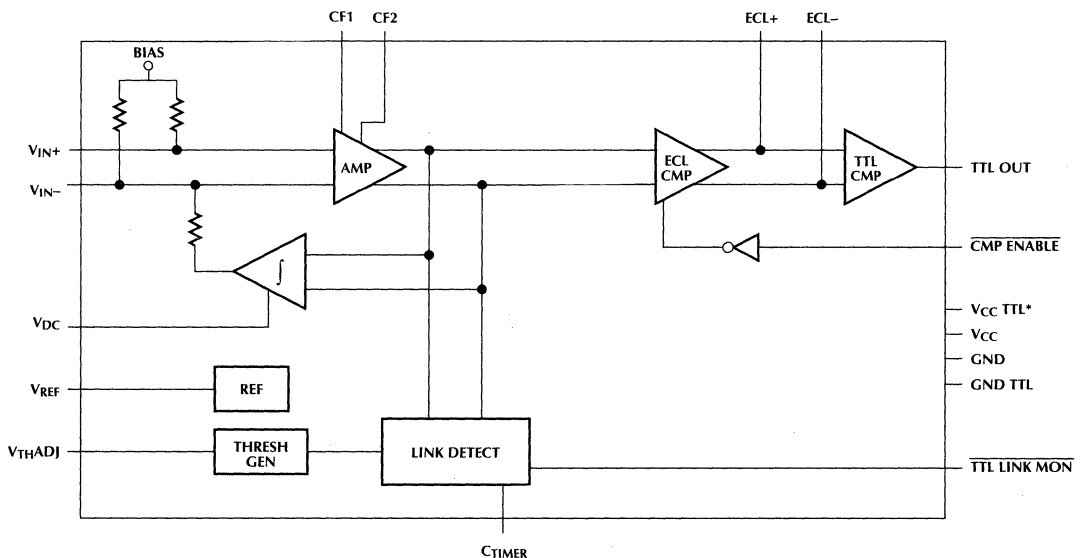 CF1 CF2 ECL+ ECL–
BIAS
VIN+
AMP
ECL
CMP
TTL
CMP
TTL OUT
VIN–
CMP ENABLE
∫
VDC
VCC TTL*
VCC
GND
GND TTL
VREF
REF
VTHADJ
THRESH
GEN
LINK DETECT
TTL LINK MON
CTIMER